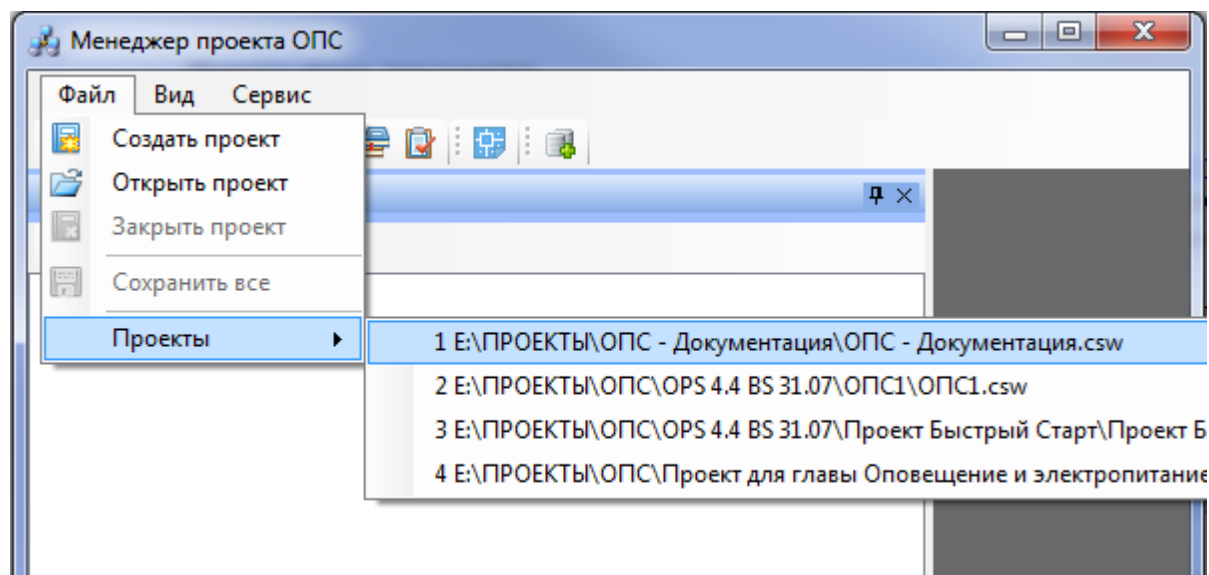 Менеджер проекта ОПС
Файл Вид Сервис
Создать проект
Открыть проект
Закрыть проект
Сохранить все
Проекты
1 E:\ПРОЕКТЫ\ОПС - Документация\ОПС - Документация.csw
2 E:\ПРОЕКТЫ\ОПС\OPS 4.4 BS 31.07\ОПС1\ОПС1.csw
3 E:\ПРОЕКТЫ\ОПС\OPS 4.4 BS 31.07\Проект Быстрый Старт\Проект Б
4 E:\ПРОЕКТЫ\ОПС\Проект для главы Оповещение и электропитание